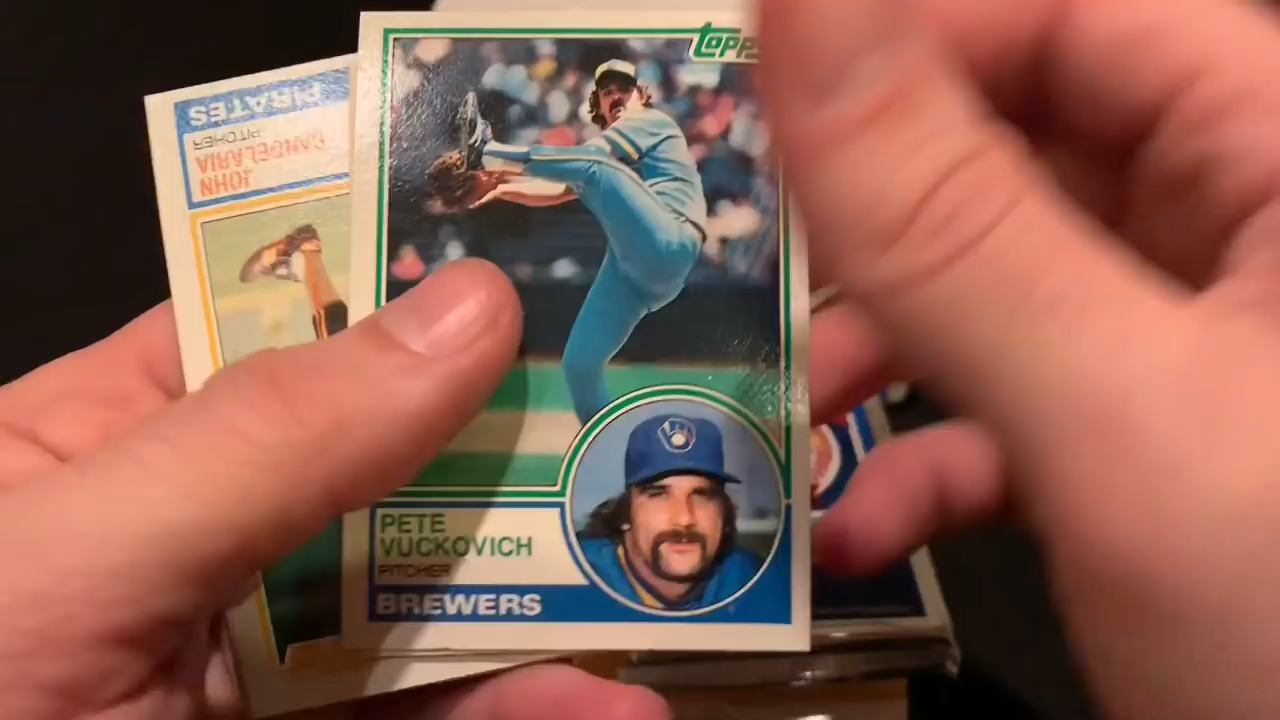 TOPPS
PETE
VUCKOVICH
PITCHER
BREWERS
PIRATES
PITCHER
JOHN
CANDELARIA